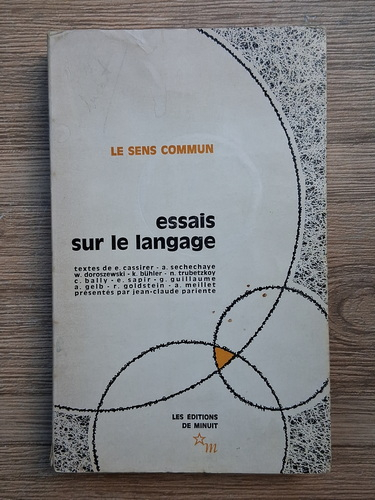 LE SENS COMMUN
essais
sur le langage
textes de e. cassirer - a. sechechaye
w. doroszewski - k. bühler - n. trubetzkoy
c. bally - e. sapir - g. guillaume
a. gelb - r. goldstein - a. meillet
présentés par jean-claude pariente
LES ÉDITIONS
DE MINUIT
m